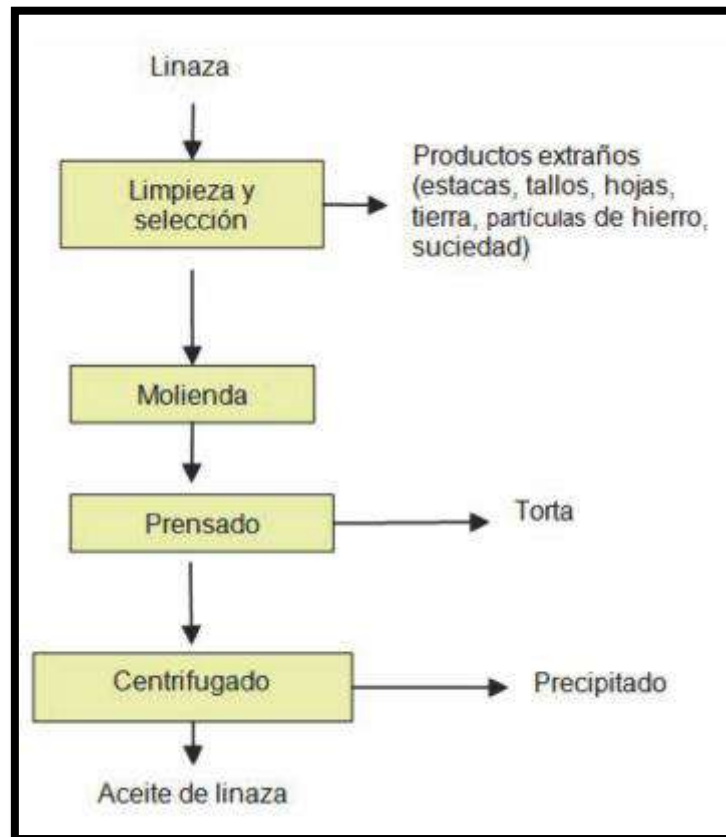 Linaza
Limpieza y
selección
Productos extraños
(estacas, tallos, hojas,
tierra, partículas de hierro,
suciedad)
Molienda
Prensado
Torta
Centrifugado
Precipitado
Aceite de linaza